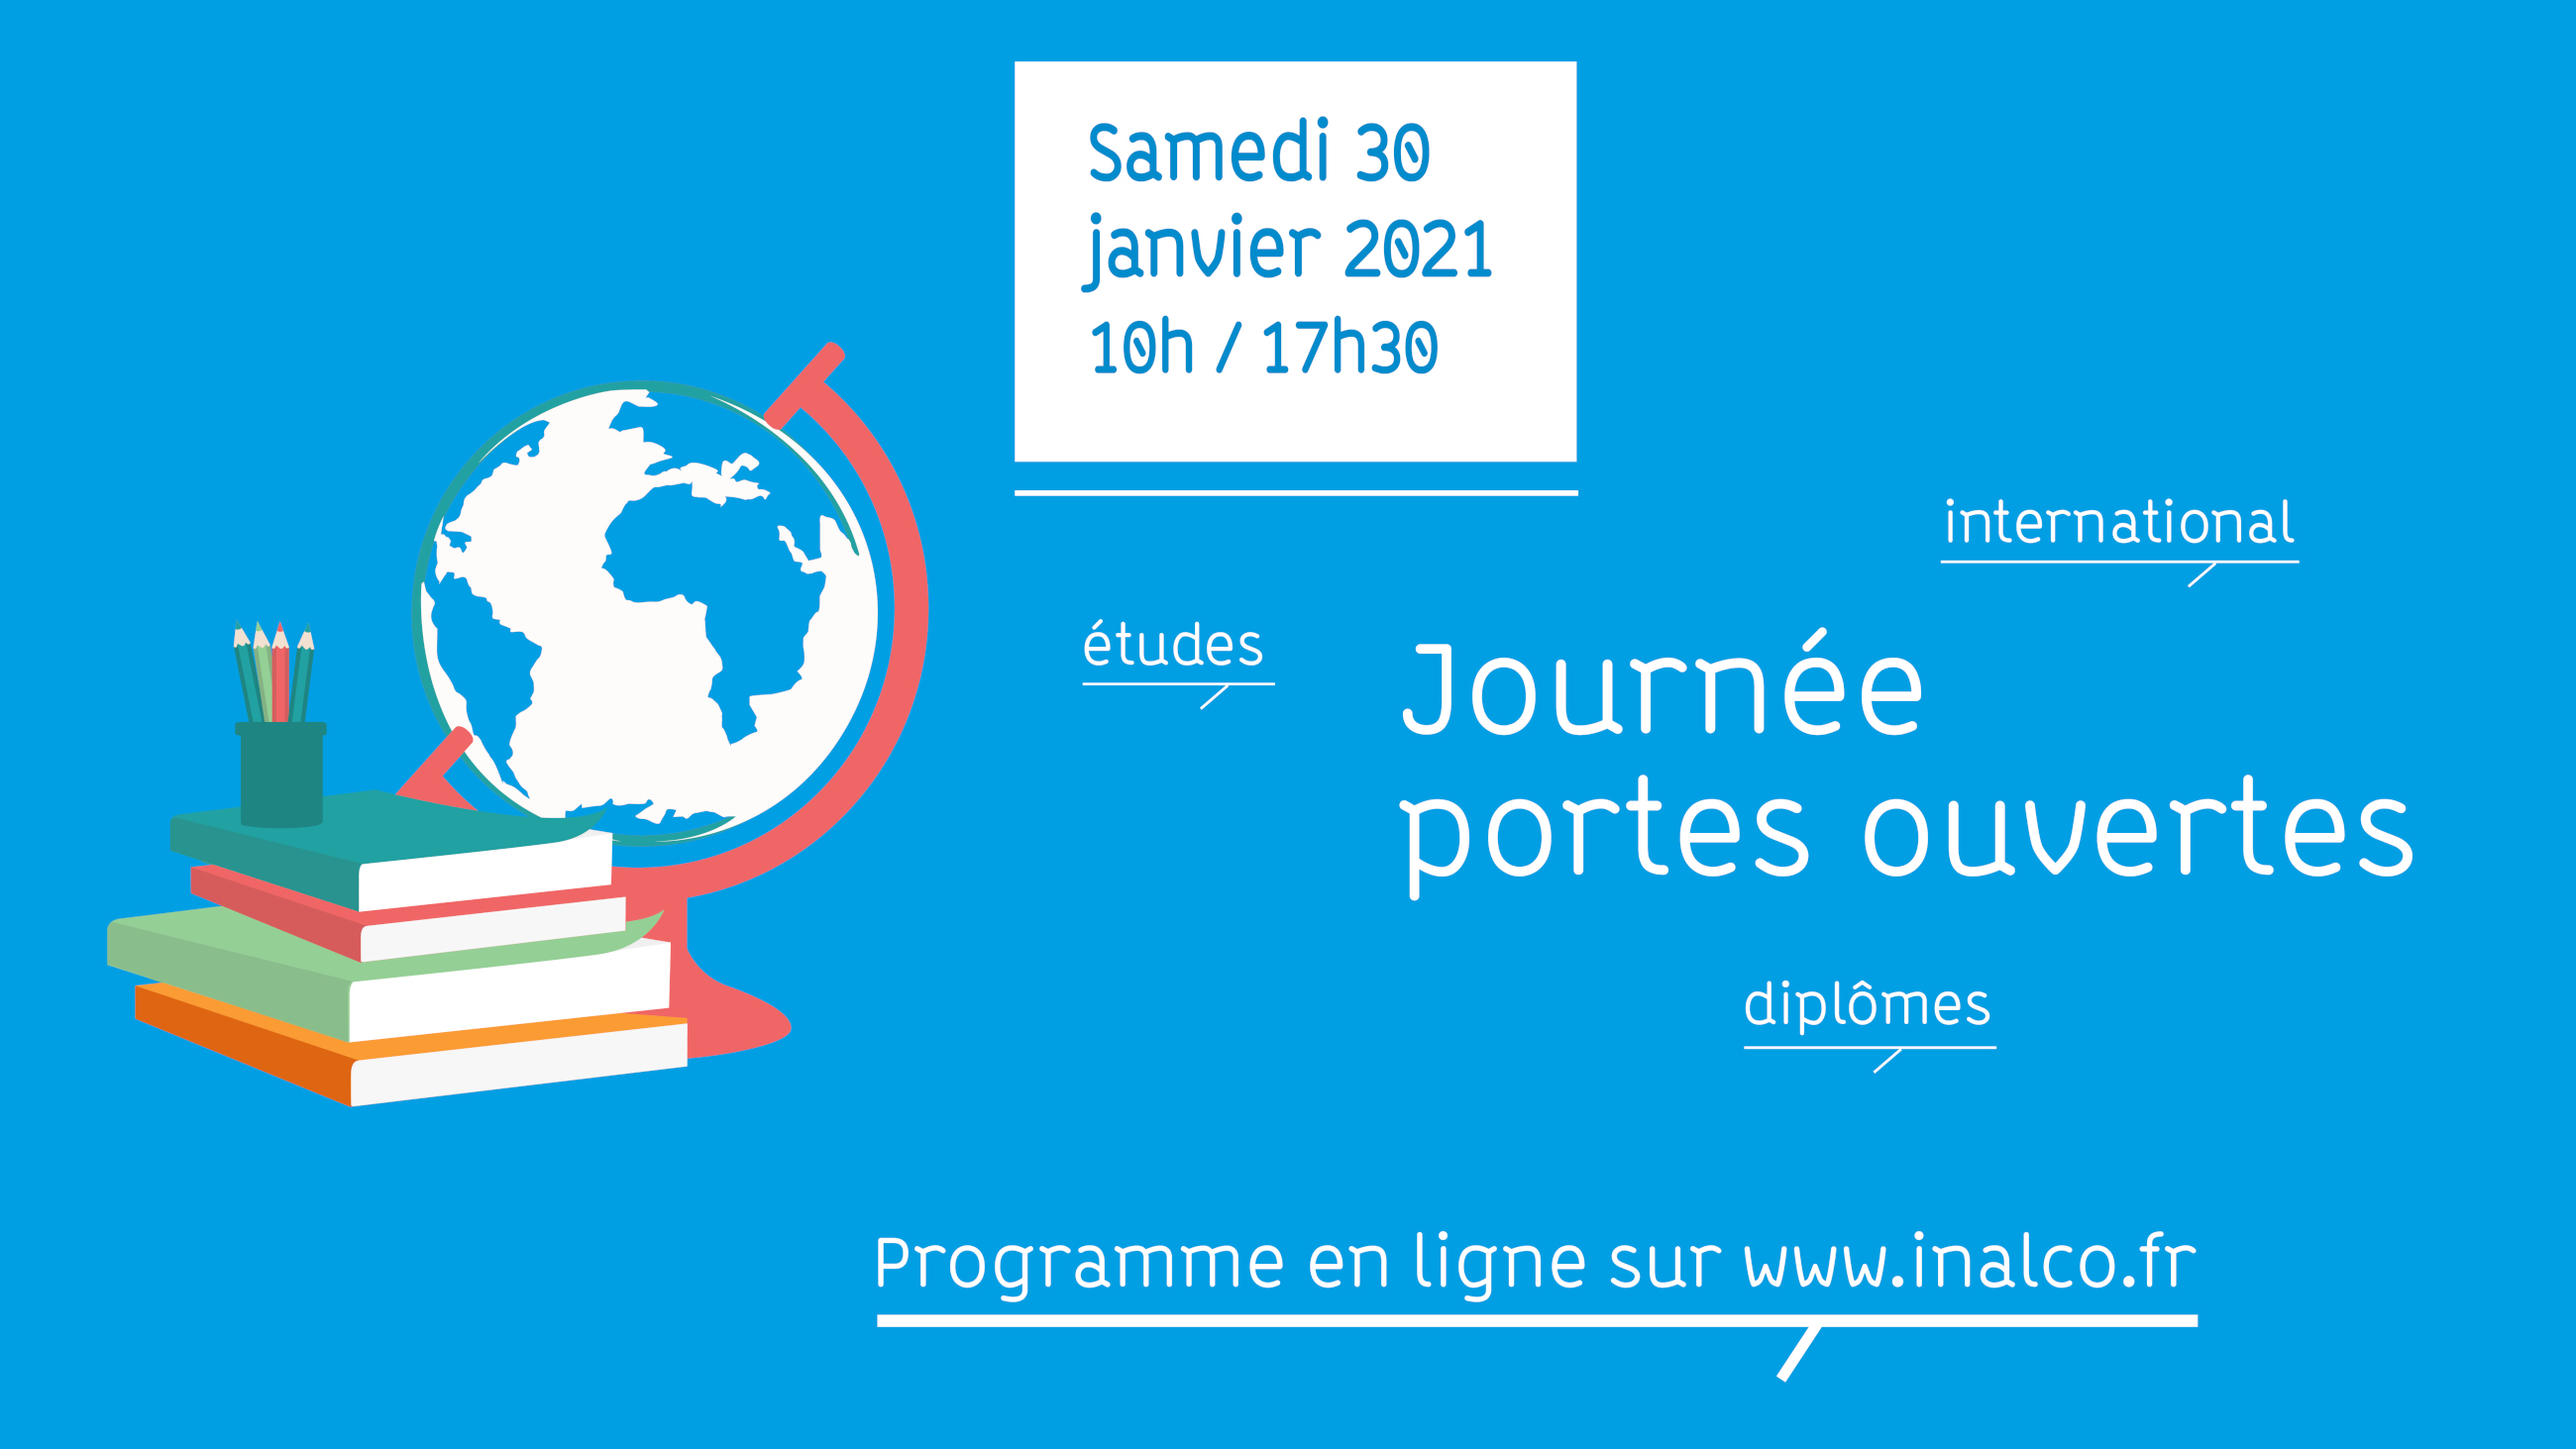 Samedi 30
janvier 2021
10h / 17h30
international
études
Journée
portes ouvertes
diplômes
Programme en ligne sur www.inalco.fr